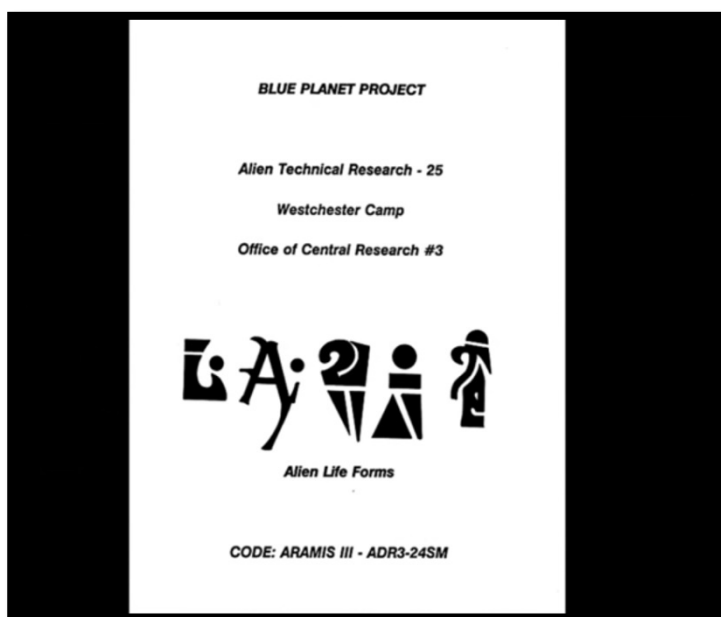 BLUE PLANET PROJECT
Alien Technical Research - 25
Westchester Camp
Office of Central Research #3
Alien Life Forms
CODE: ARAMIS III - ADR3-24SM